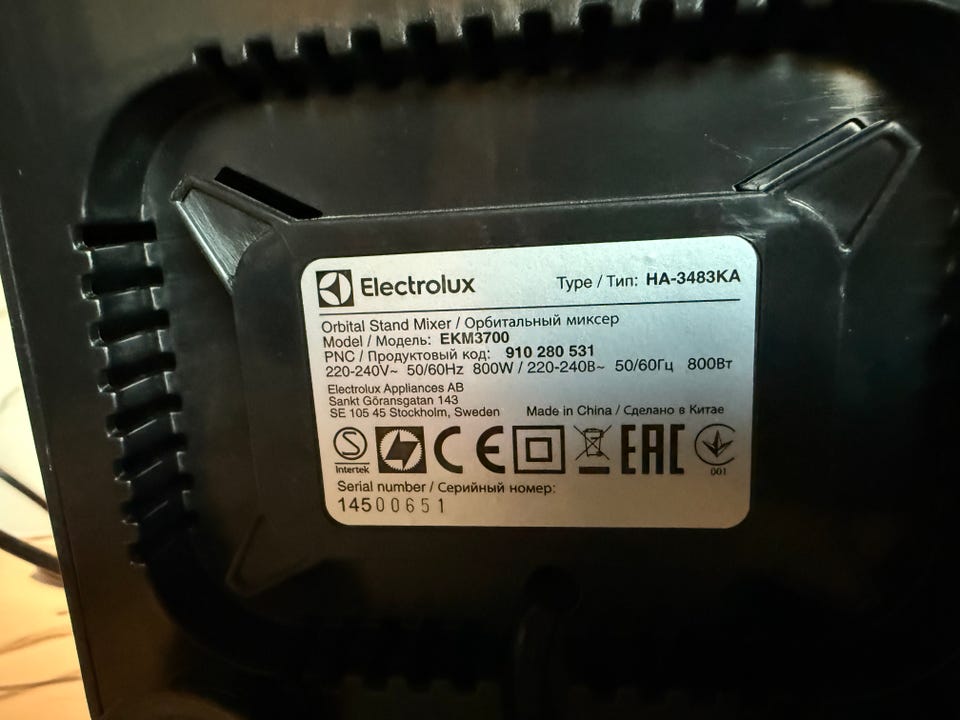 Electrolux Type / Тип: HA-3483KA
Orbital Stand Mixer / Орбитальный миксер
Model / Модель: EKM3700
PNC / Продуктовый код: 910 280 531
220-240V~ 50/60Hz 800W / 220-240В~ 50/60Гц 800Вт
Electrolux Appliances AB
Sankt Göransgatan 143
SE 105 45 Stockholm, Sweden Made in China / Сделано в Китае
S CE EAC
Intertek 001
Serial number / Серийный номер:
14500651